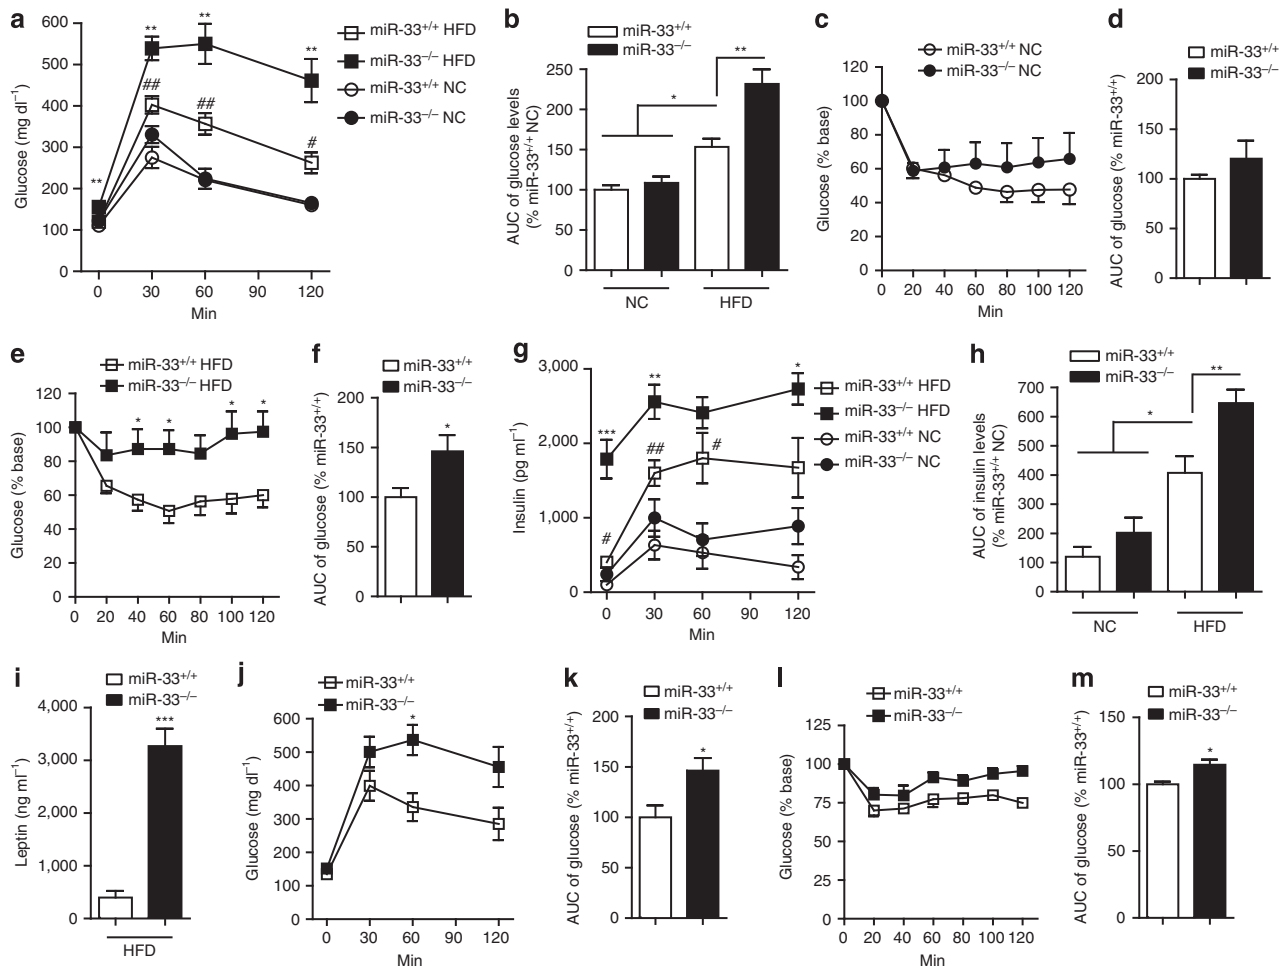 a
Glucose (mg dl⁻¹)
600
500
400
300
200
100
0
**
**
**
**
##
##
#
0 30 60 90 120
Min
miR-33⁺/⁺ HFD
miR-33⁻/⁻ HFD
miR-33⁺/⁺ NC
miR-33⁻/⁻ NC
b
miR-33⁺/⁺
miR-33⁻/⁻
AUC of glucose levels
(% miR-33⁺/⁺ NC)
250
200
150
100
50
0
*
**
NC HFD
c
miR-33⁺/⁺ NC
miR-33⁻/⁻ NC
Glucose (% base)
120
100
80
60
40
20
0
0 20 40 60 80 100 120
Min
d
miR-33⁺/⁺
miR-33⁻/⁻
AUC of glucose (% miR-33⁺/⁺)
200
150
100
50
0
e
miR-33⁺/⁺ HFD
miR-33⁻/⁻ HFD
Glucose (% base)
120
100
80
60
40
20
0
* * * *
0 20 40 60 80 100 120
Min
f
miR-33⁺/⁺
miR-33⁻/⁻
AUC of glucose (% miR-33⁺/⁺)
200
150
100
50
0
*
g
Insulin (pg ml⁻¹)
3,000
2,000
1,000
0
***
**
*
#
##
#
0 30 60 90 120
Min
miR-33⁺/⁺ HFD
miR-33⁻/⁻ HFD
miR-33⁺/⁺ NC
miR-33⁻/⁻ NC
h
miR-33⁺/⁺
miR-33⁻/⁻
AUC of insulin levels
(% miR-33⁺/⁺ NC)
700
600
500
400
300
200
100
0
*
**
NC HFD
i
miR-33⁺/⁺
miR-33⁻/⁻
Leptin (ng ml⁻¹)
4,000
3,000
2,000
1,000
0
***
HFD
j
miR-33⁺/⁺
miR-33⁻/⁻
Glucose (mg dl⁻¹)
600
500
400
300
200
100
0
*
0 30 60 90 120
Min
k
miR-33⁺/⁺
miR-33⁻/⁻
AUC of glucose (% miR-33⁺/⁺)
200
150
100
50
0
*
l
miR-33⁺/⁺
miR-33⁻/⁻
Glucose (% base)
125
100
75
50
25
0
0 20 40 60 80 100 120
Min
m
miR-33⁺/⁺
miR-33⁻/⁻
AUC of glucose (% miR-33⁺/⁺)
150
100
50
0
*